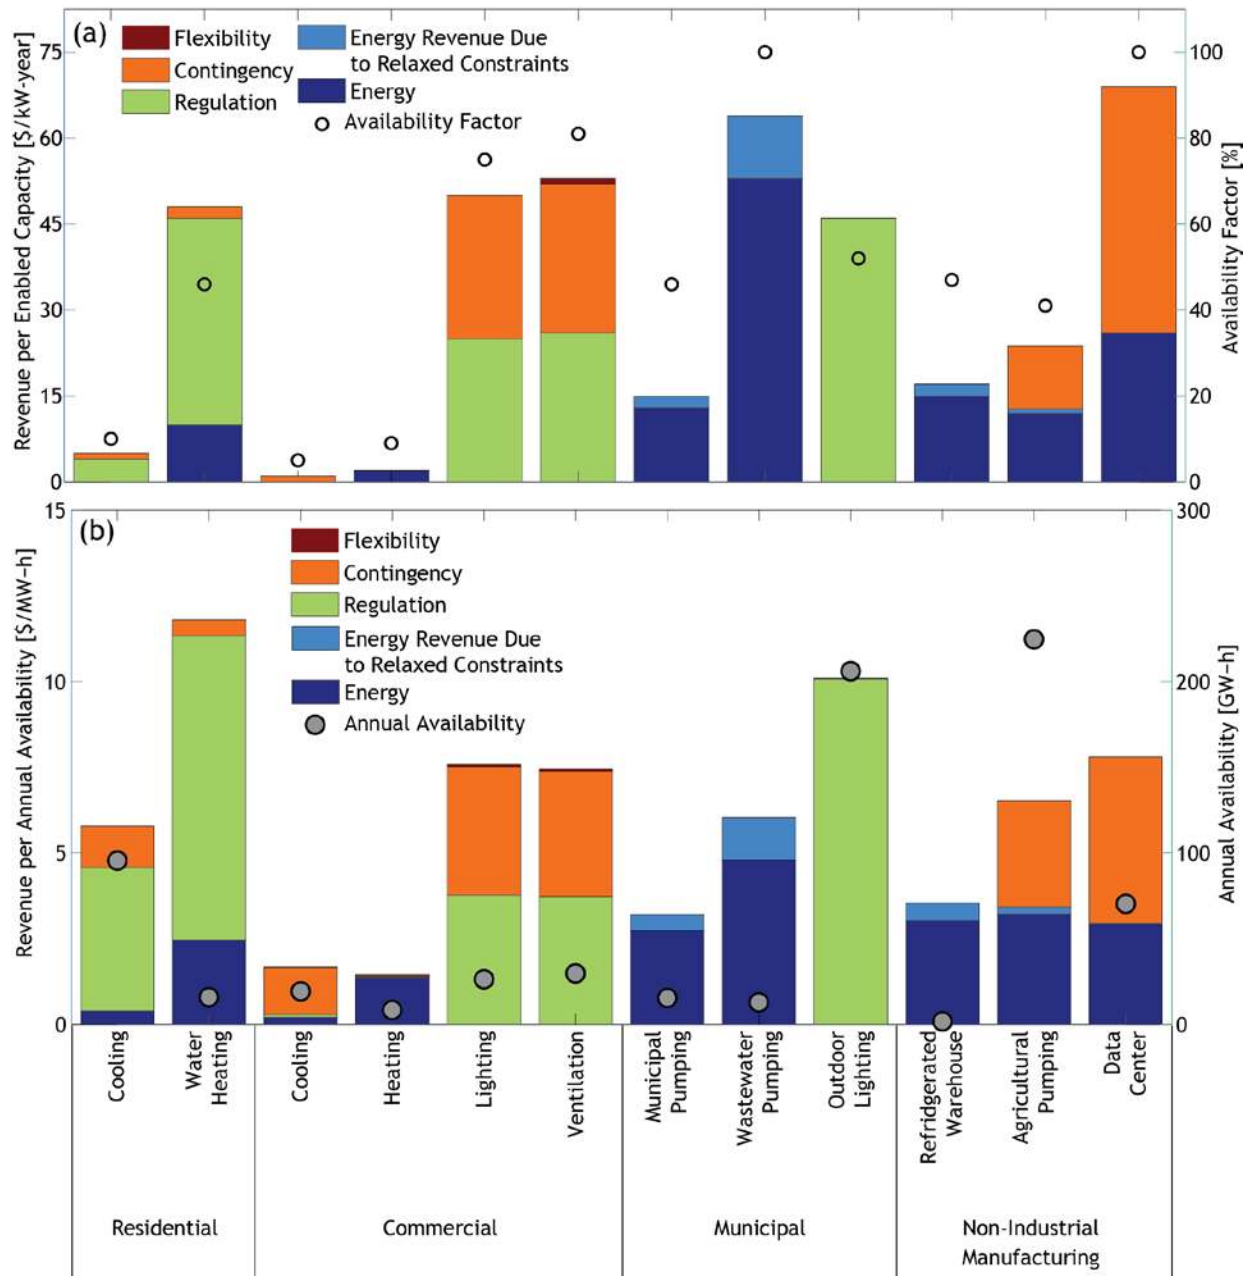 (a)
Flexibility
Contingency
Regulation
Energy Revenue Due
to Relaxed Constraints
Energy
Availability Factor
Revenue per Enabled Capacity [$/kW-year]
75
60
45
30
15
0
Availability Factor [%]
100
80
60
40
20
0
(b)
Flexibility
Contingency
Regulation
Energy Revenue Due
to Relaxed Constraints
Energy
Annual Availability
Revenue per Annual Availability [$/MW-h]
15
10
5
0
Annual Availability [GW-h]
300
200
100
0
Cooling
Water
Heating
Cooling
Heating
Lighting
Ventilation
Municipal
Pumping
Wastewater
Pumping
Outdoor
Lighting
Refridgerated
Warehouse
Agricultural
Pumping
Data
Center
Residential
Commercial
Municipal
Non-Industrial
Manufacturing